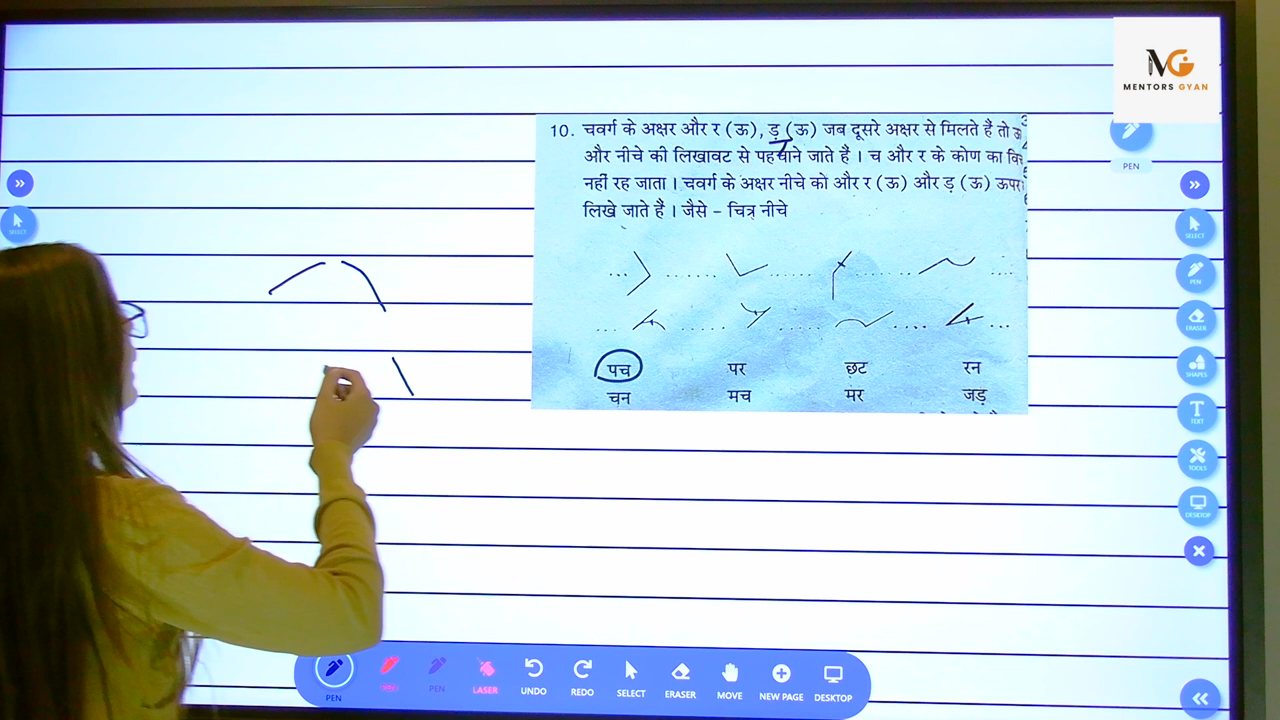 MENTORS GYAN
10. चवर्ग के अक्षर और र (ऊ), ड़ (ऊ) जब दूसरे अक्षर से मिलते हैं तो
और नीचे की लिखावट से पहचाने जाते हैं । च और र के कोण का
नहीं रह जाता । चवर्ग के अक्षर नीचे को और र (ऊ) और ड़ (ऊ) ऊपर
लिखे जाते हैं । जैसे – चित्र नीचे
पच पर छट रन
चन मच मर जड़
PEN
SELECT
PEN
ERASER
SHAPES
TEXT
TOOLS
DESKTOP
SELECT
PEN
PEN
LASER
UNDO
REDO
SELECT
ERASER
MOVE
NEW PAGE
DESKTOP